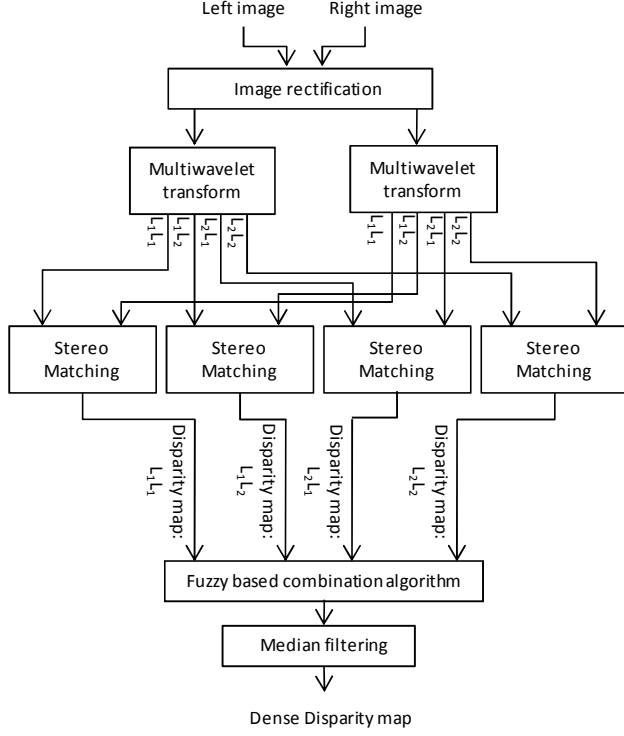 Left image
Right image
Image rectification
Multiwavelet
transform
Multiwavelet
transform
L₁L₁
L₁L₂
L₂L₁
L₂L₂
L₁L₁
L₁L₂
L₂L₁
L₂L₂
Stereo
Matching
Stereo
Matching
Stereo
Matching
Stereo
Matching
Disparity map:
L₁L₁
Disparity map:
L₁L₂
Disparity map:
L₂L₁
Disparity map:
L₂L₂
Fuzzy based combination algorithm
Median filtering
Dense Disparity map